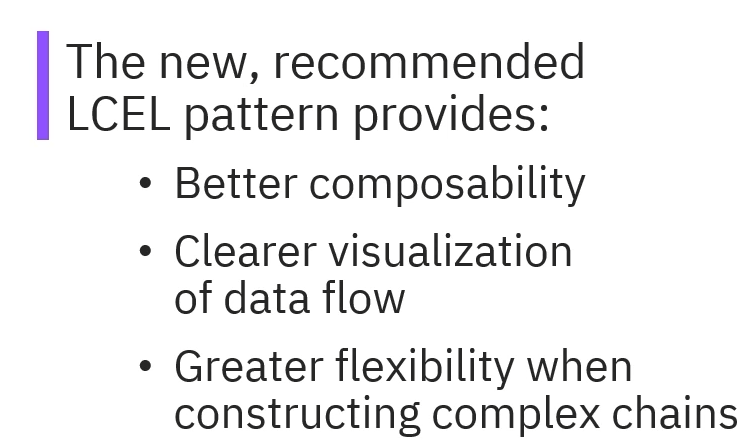 The new, recommended
LCEL pattern provides:
• Better composability
• Clearer visualization
of data flow
• Greater flexibility when
constructing complex chains